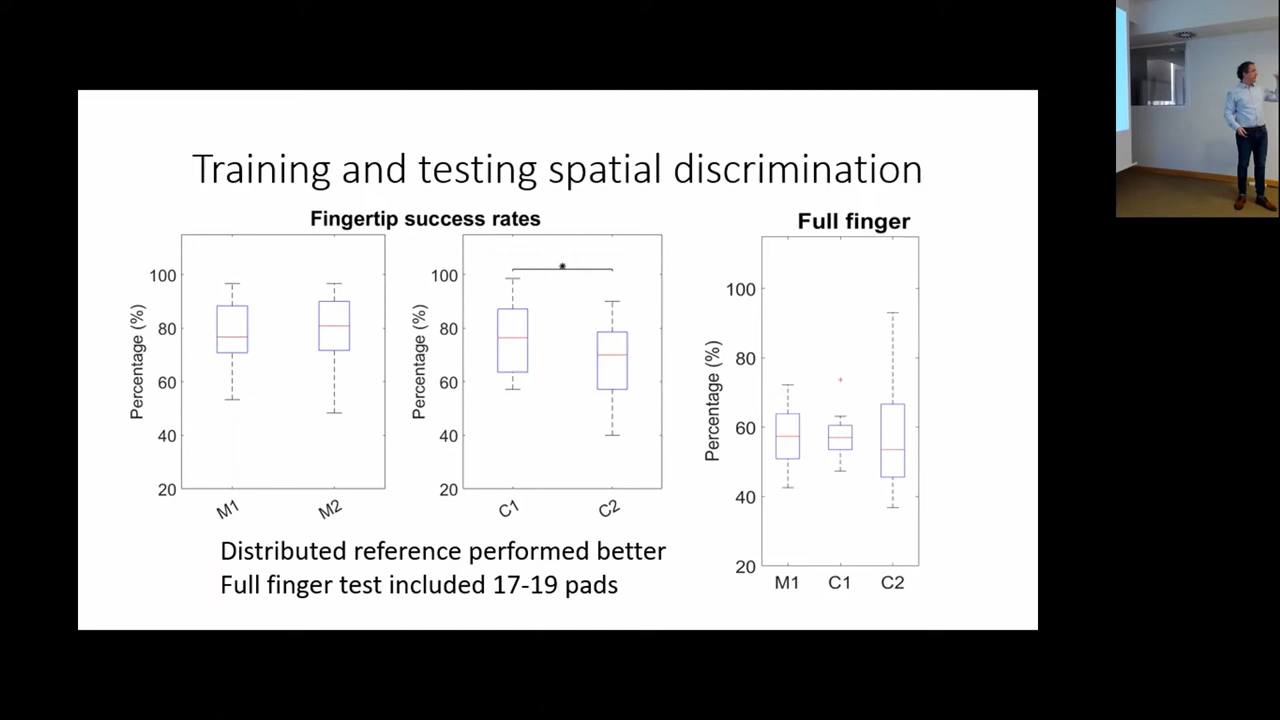 Training and testing spatial discrimination
Fingertip success rates
Percentage (%)
100
80
60
40
20
M1
M2
Percentage (%)
100
80
60
40
20
*
C1
C2
Full finger
Percentage (%)
100
80
60
40
20
M1
C1
C2
Distributed reference performed better
Full finger test included 17-19 pads